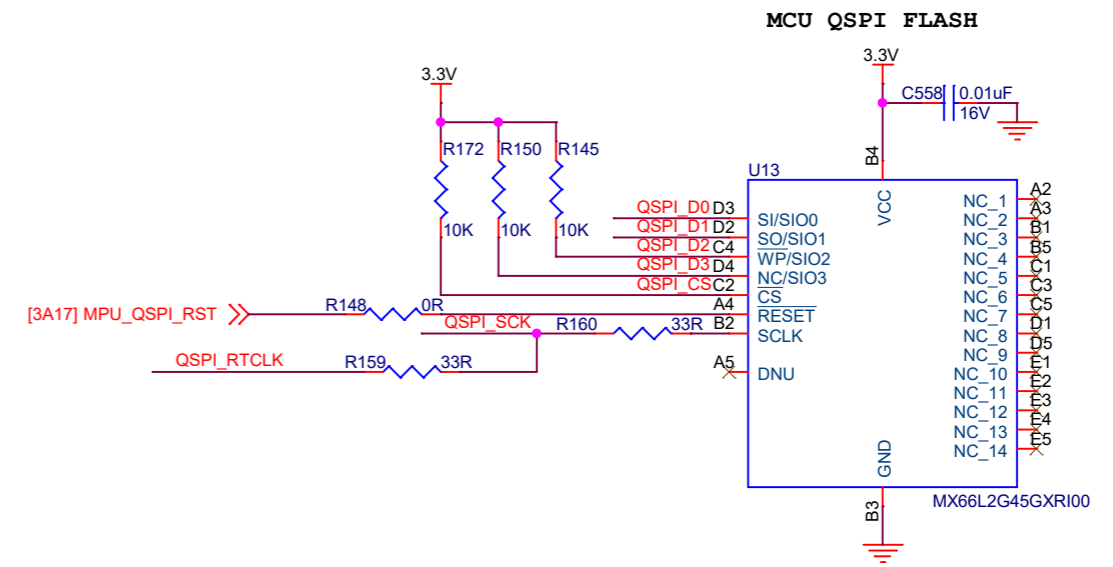 MCU QSPI FLASH
3.3V
3.3V
C558 0.01uF
16V
R172 R150 R145
B4
U13
10K 10K 10K
VCC
QSPI_D0 D3 SI/SIO0
QSPI_D1 D2 SO/SIO1
QSPI_D2 C4 WP/SIO2
QSPI_D3 D4 NC/SIO3
QSPI_CS C2 CS
[3A17] MPU_QSPI_RST R148 0R A4 RESET
QSPI_SCK R160 33R B2 SCLK
QSPI_RTCLK R159 33R
A5 DNU
NC_1 A2
NC_2 A3
NC_3 B1
NC_4 B5
NC_5 C1
NC_6 C3
NC_7 C5
NC_8 D1
NC_9 D5
NC_10 E1
NC_11 E2
NC_12 E3
NC_13 E4
NC_14 E5
GND
B3
MX66L2G45GXRI00